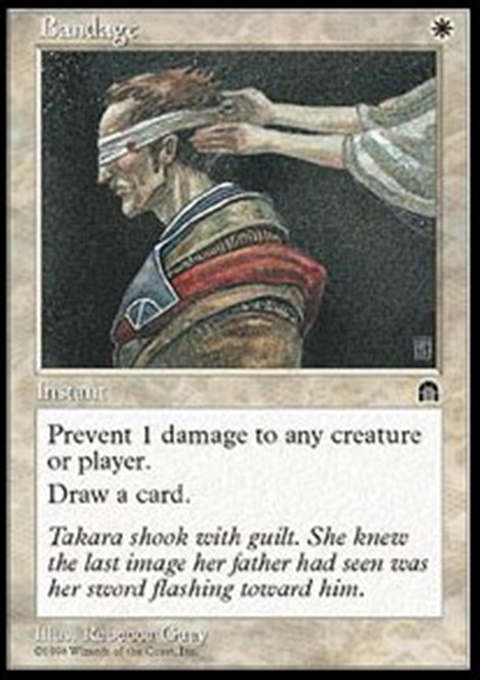 Bandage
Instant
Prevent 1 damage to any creature
or player.
Draw a card.
Takara shook with guilt. She knew
the last image her father had seen was
her sword flashing toward him.
Illus. Rebecca Guay
©1998 Wizards of the Coast, Inc.